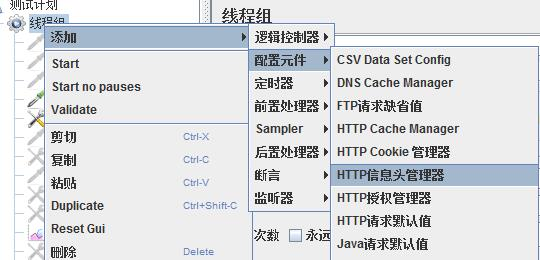 测试计划
线程组
线程组
添加
Start
Start no pauses
Validate
剪切 Ctrl-X
复制 Ctrl-C
粘贴 Ctrl-V
Duplicate Ctrl+Shift-C
Reset Gui
删除 Delete
逻辑控制器
配置元件
定时器
前置处理器
Sampler
后置处理器
断言
监听器
CSV Data Set Config
DNS Cache Manager
FTP请求缺省值
HTTP Cache Manager
HTTP Cookie 管理器
HTTP信息头管理器
HTTP授权管理器
HTTP请求默认值
Java请求默认值
次数 永远